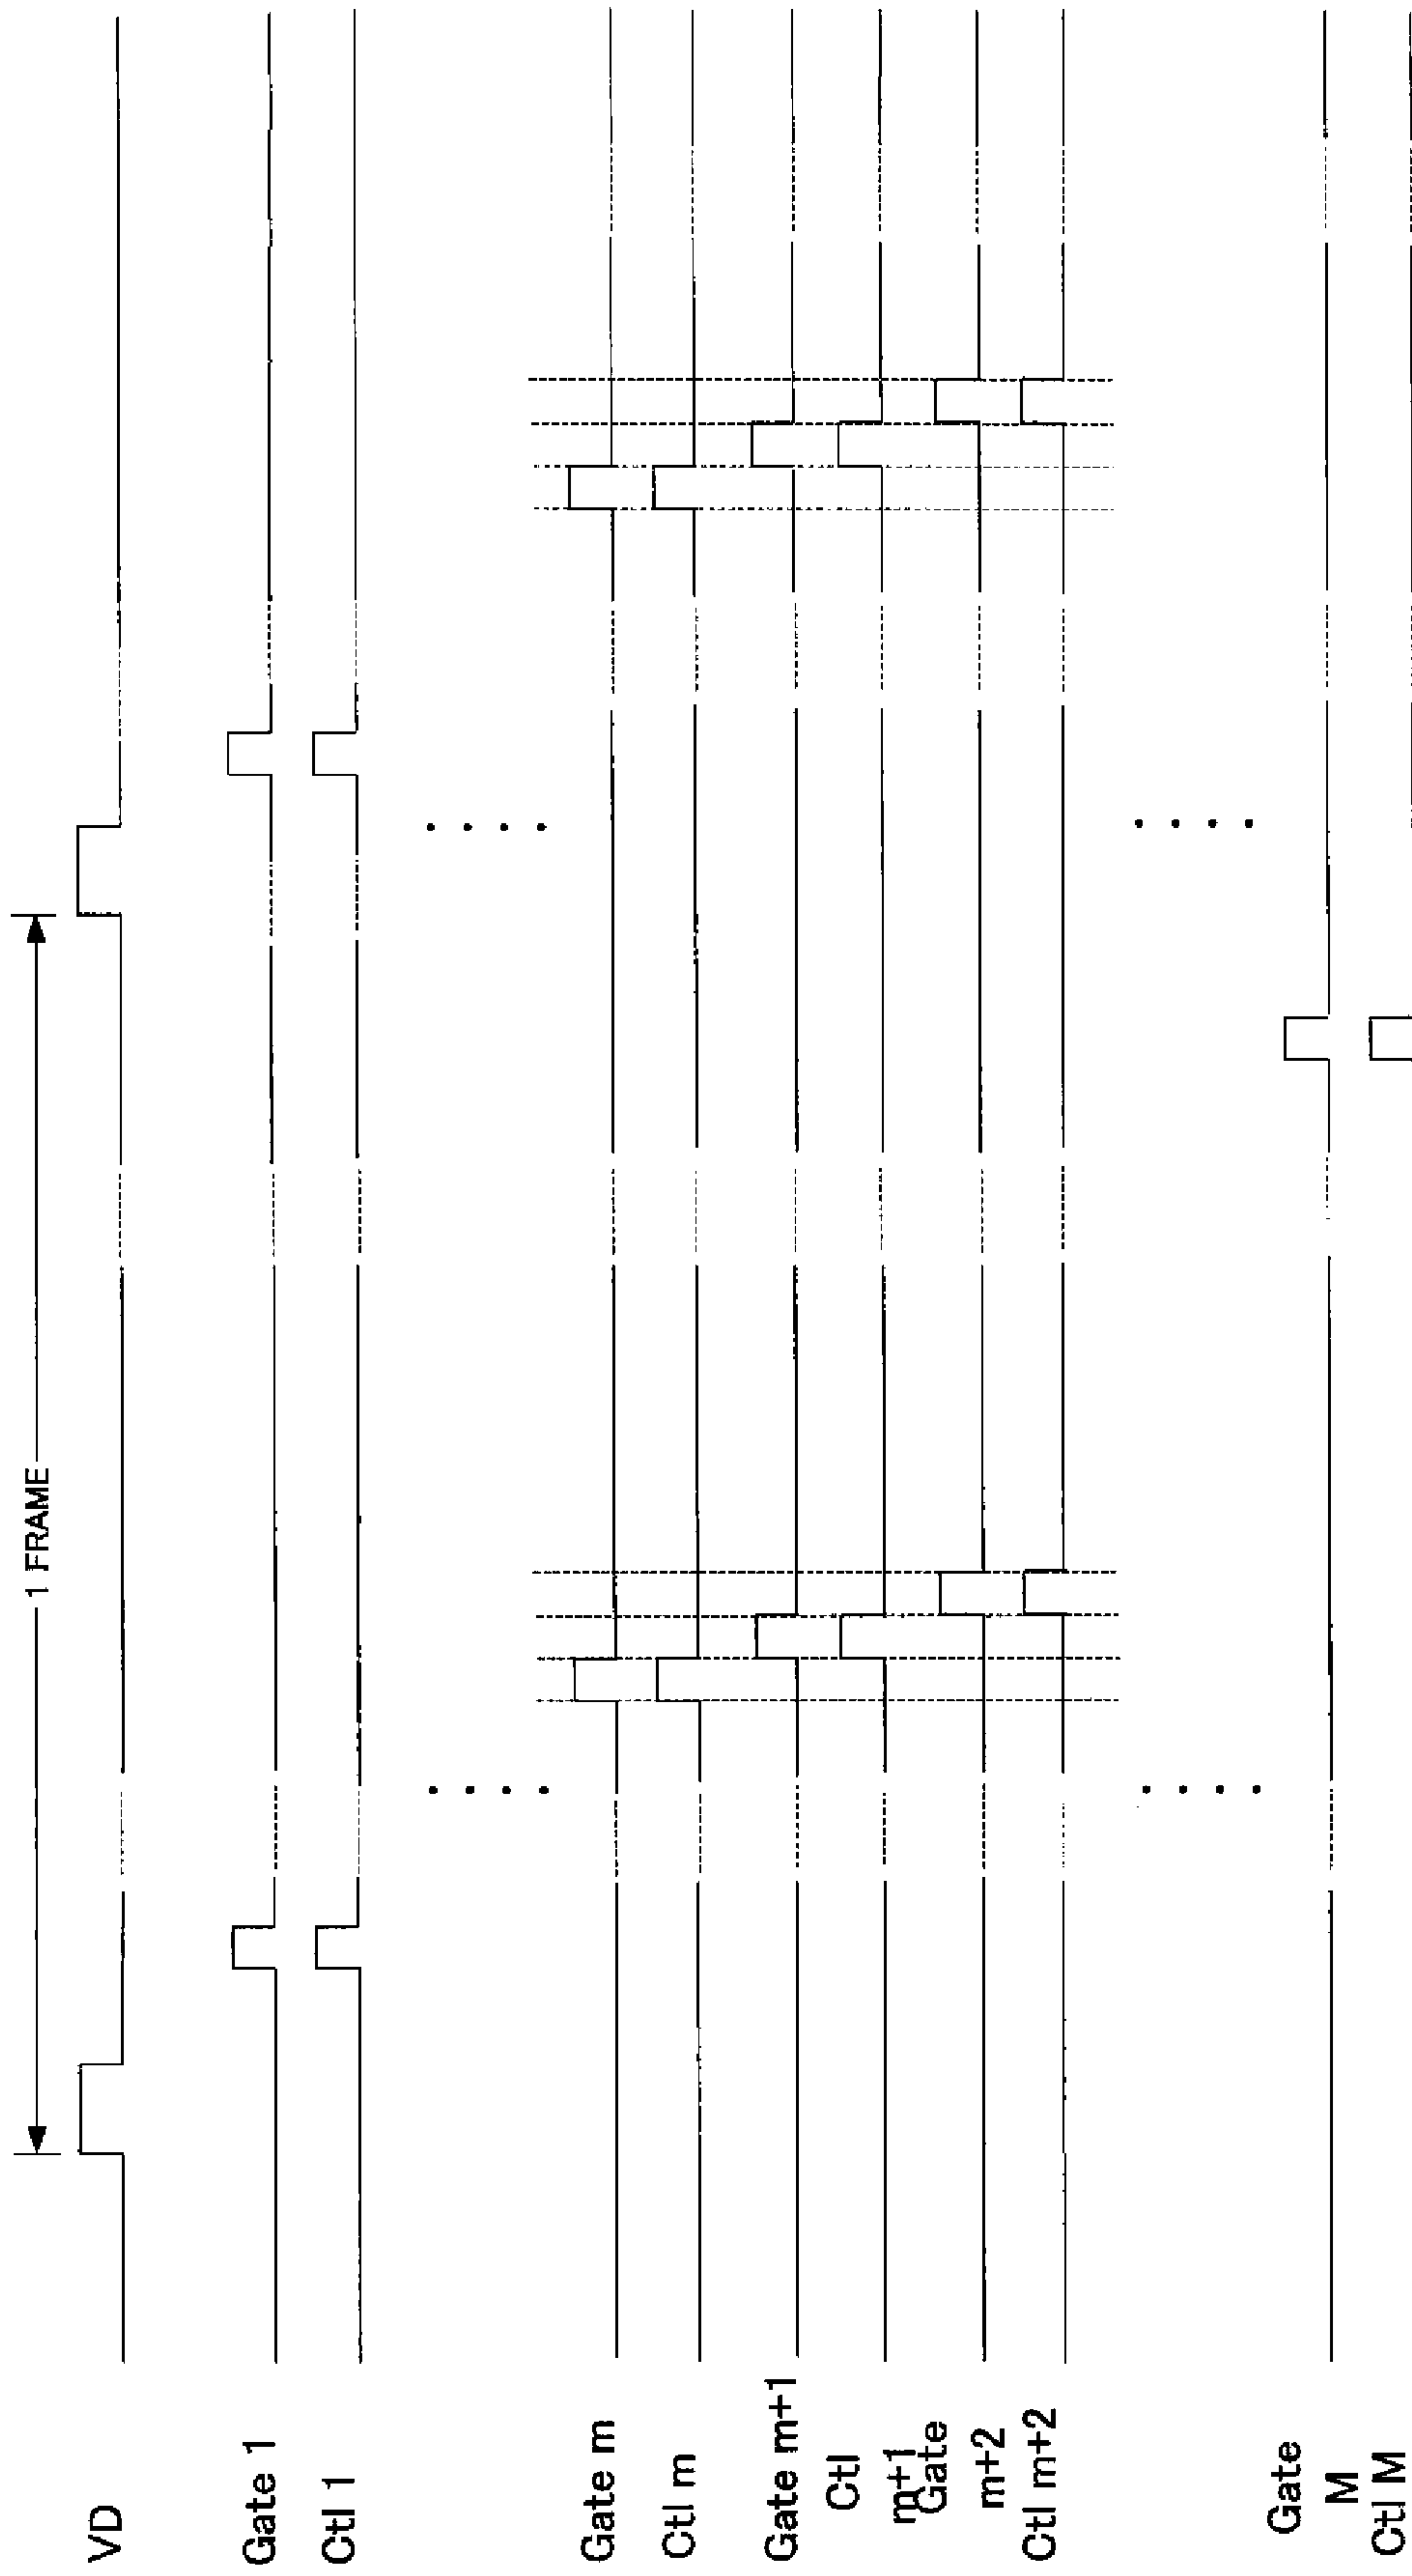 1 FRAME
VD
Gate 1
Ctl 1
Gate m
Ctl m
Gate m+1
Ctl
m+1
Gate
m+2
Ctl m+2
Gate
M
Ctl M